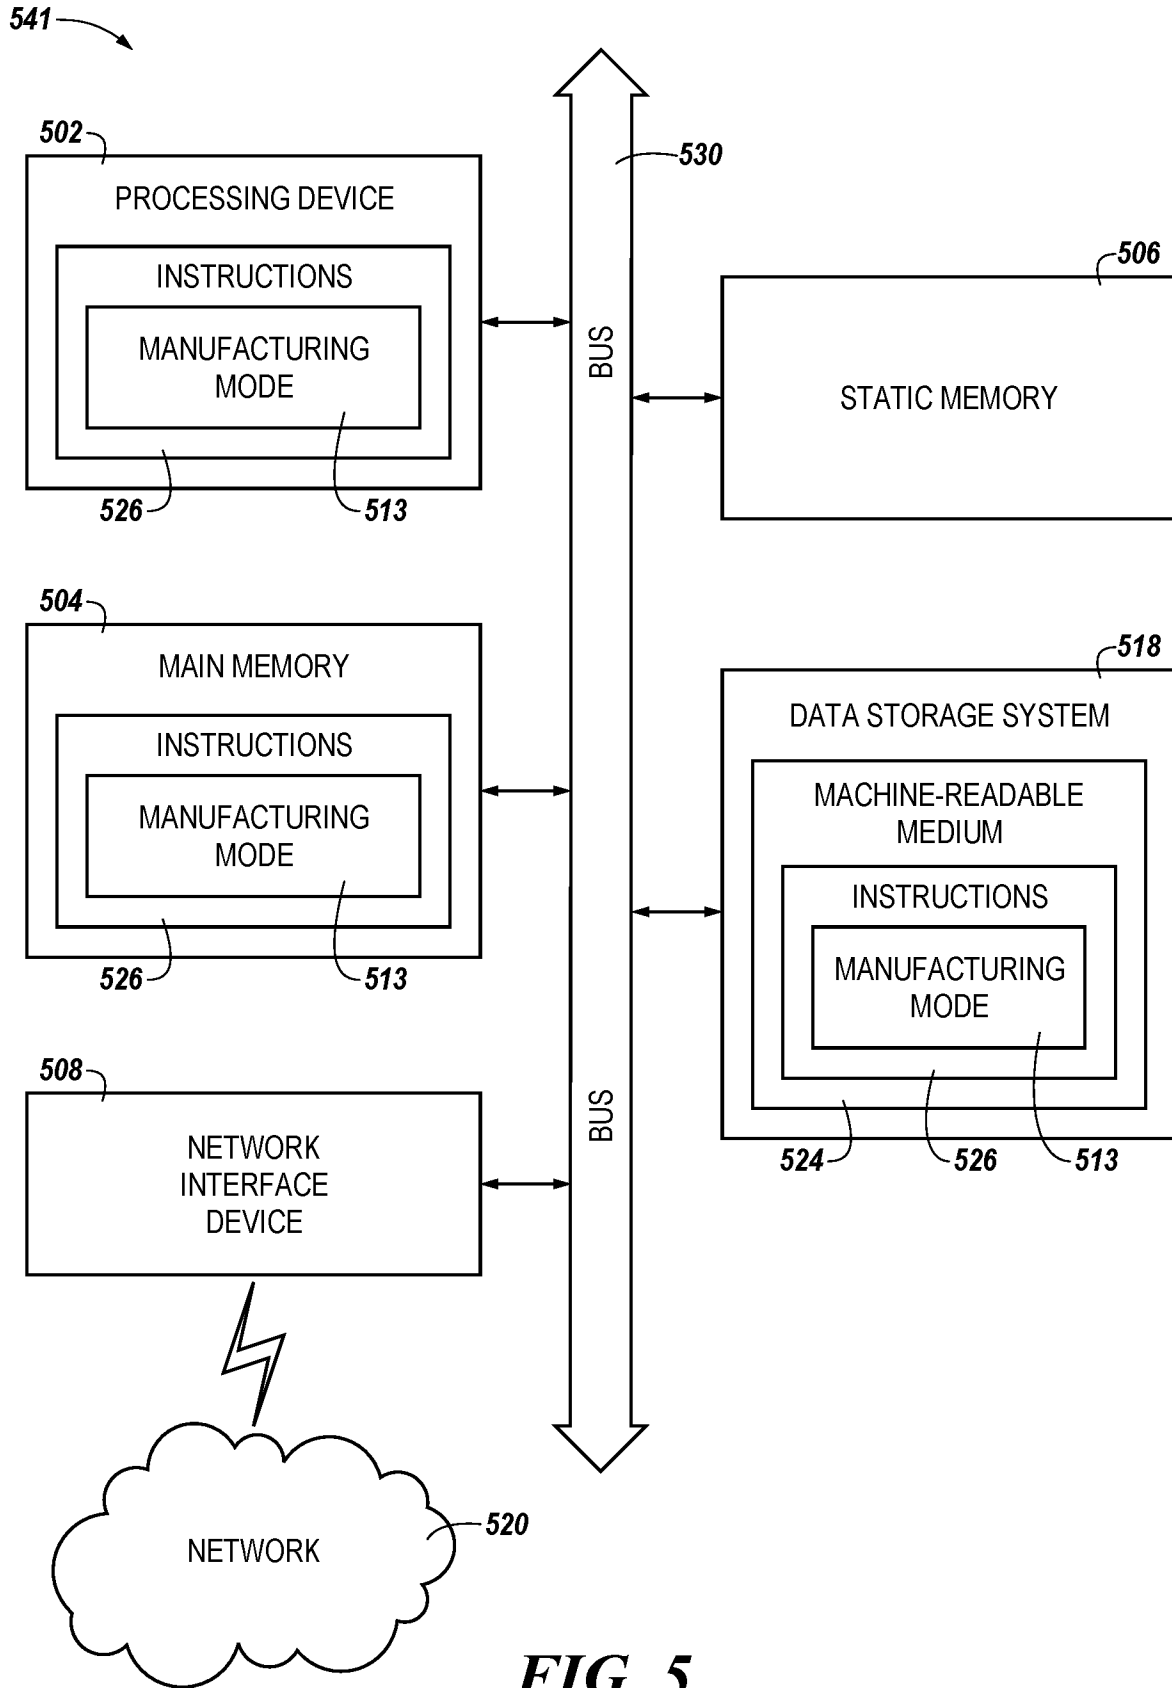 541
502
PROCESSING DEVICE
INSTRUCTIONS
MANUFACTURING
MODE
526
513
504
MAIN MEMORY
INSTRUCTIONS
MANUFACTURING
MODE
526
513
508
NETWORK
INTERFACE
DEVICE
NETWORK
520
BUS
BUS
530
506
STATIC MEMORY
518
DATA STORAGE SYSTEM
MACHINE-READABLE
MEDIUM
INSTRUCTIONS
MANUFACTURING
MODE
524
526
513
FIG. 5